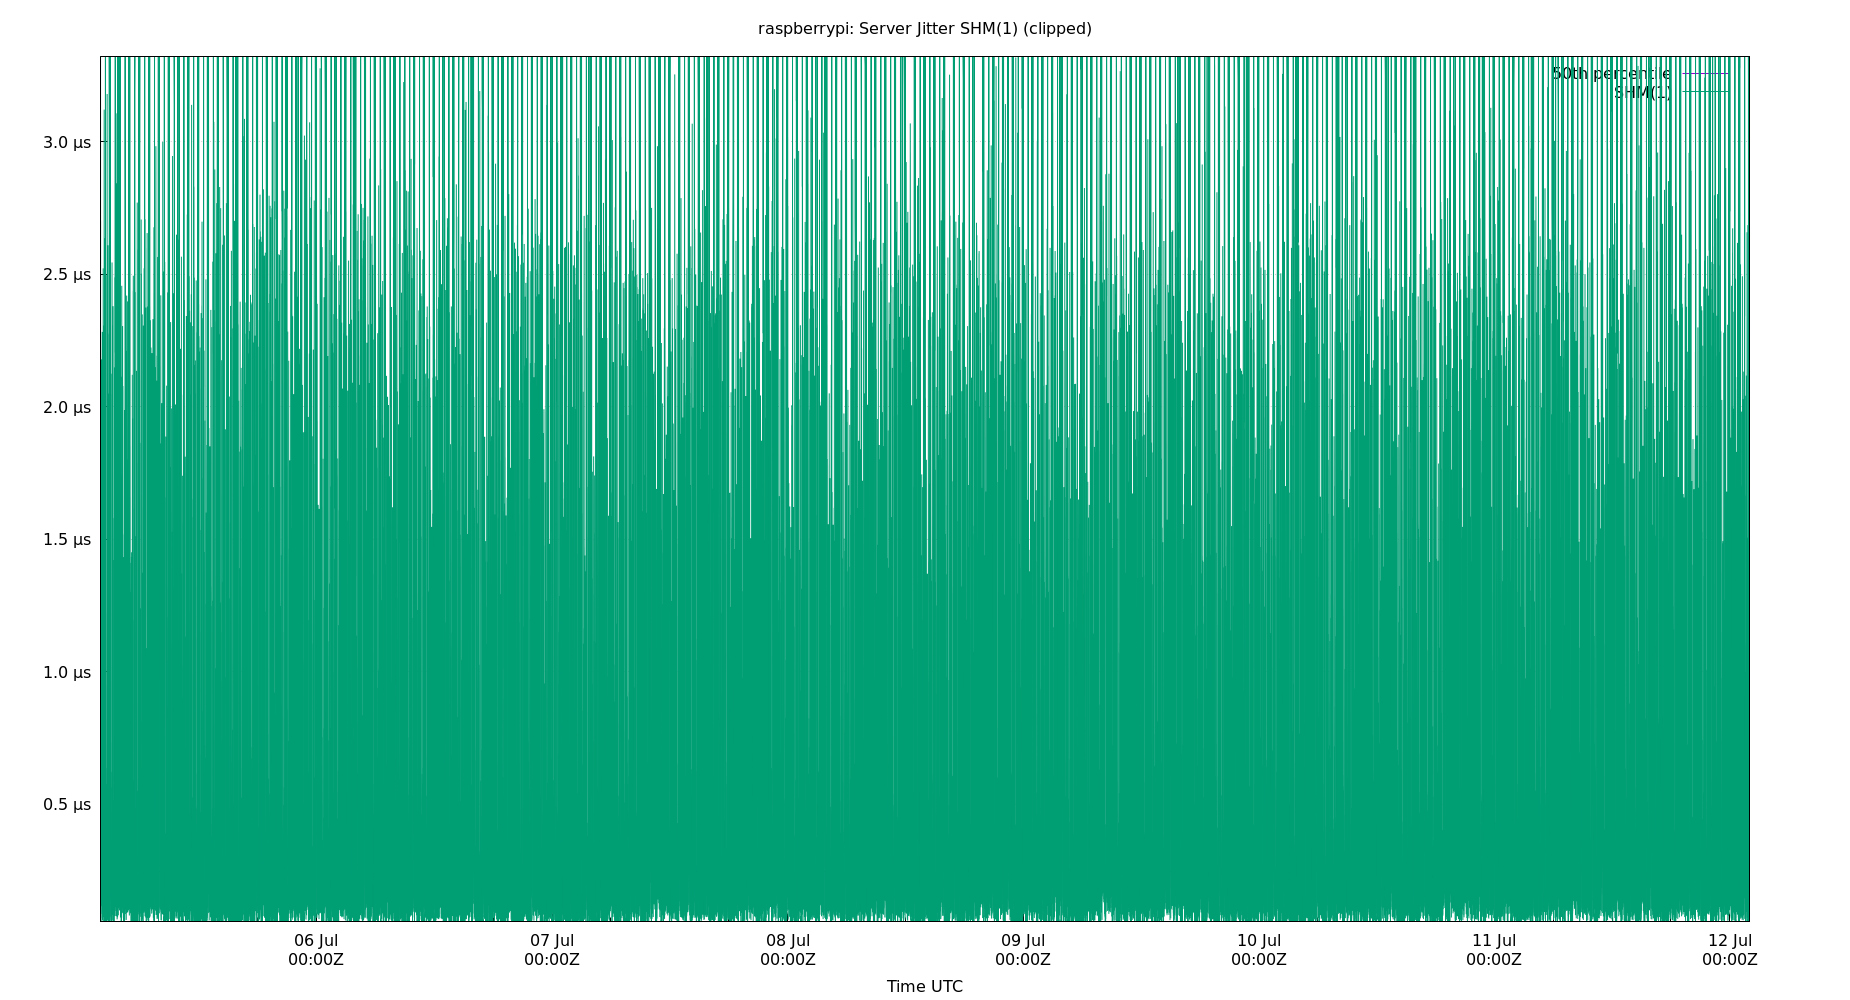 raspberrypi: Server Jitter SHM(1) (clipped)
50th percentile
SHM(1)
3.0 µs
2.5 µs
2.0 µs
1.5 µs
1.0 µs
0.5 µs
06 Jul 07 Jul 08 Jul 09 Jul 10 Jul 11 Jul 12 Jul
00:00Z 00:00Z 00:00Z 00:00Z 00:00Z 00:00Z 00:00Z
Time UTC